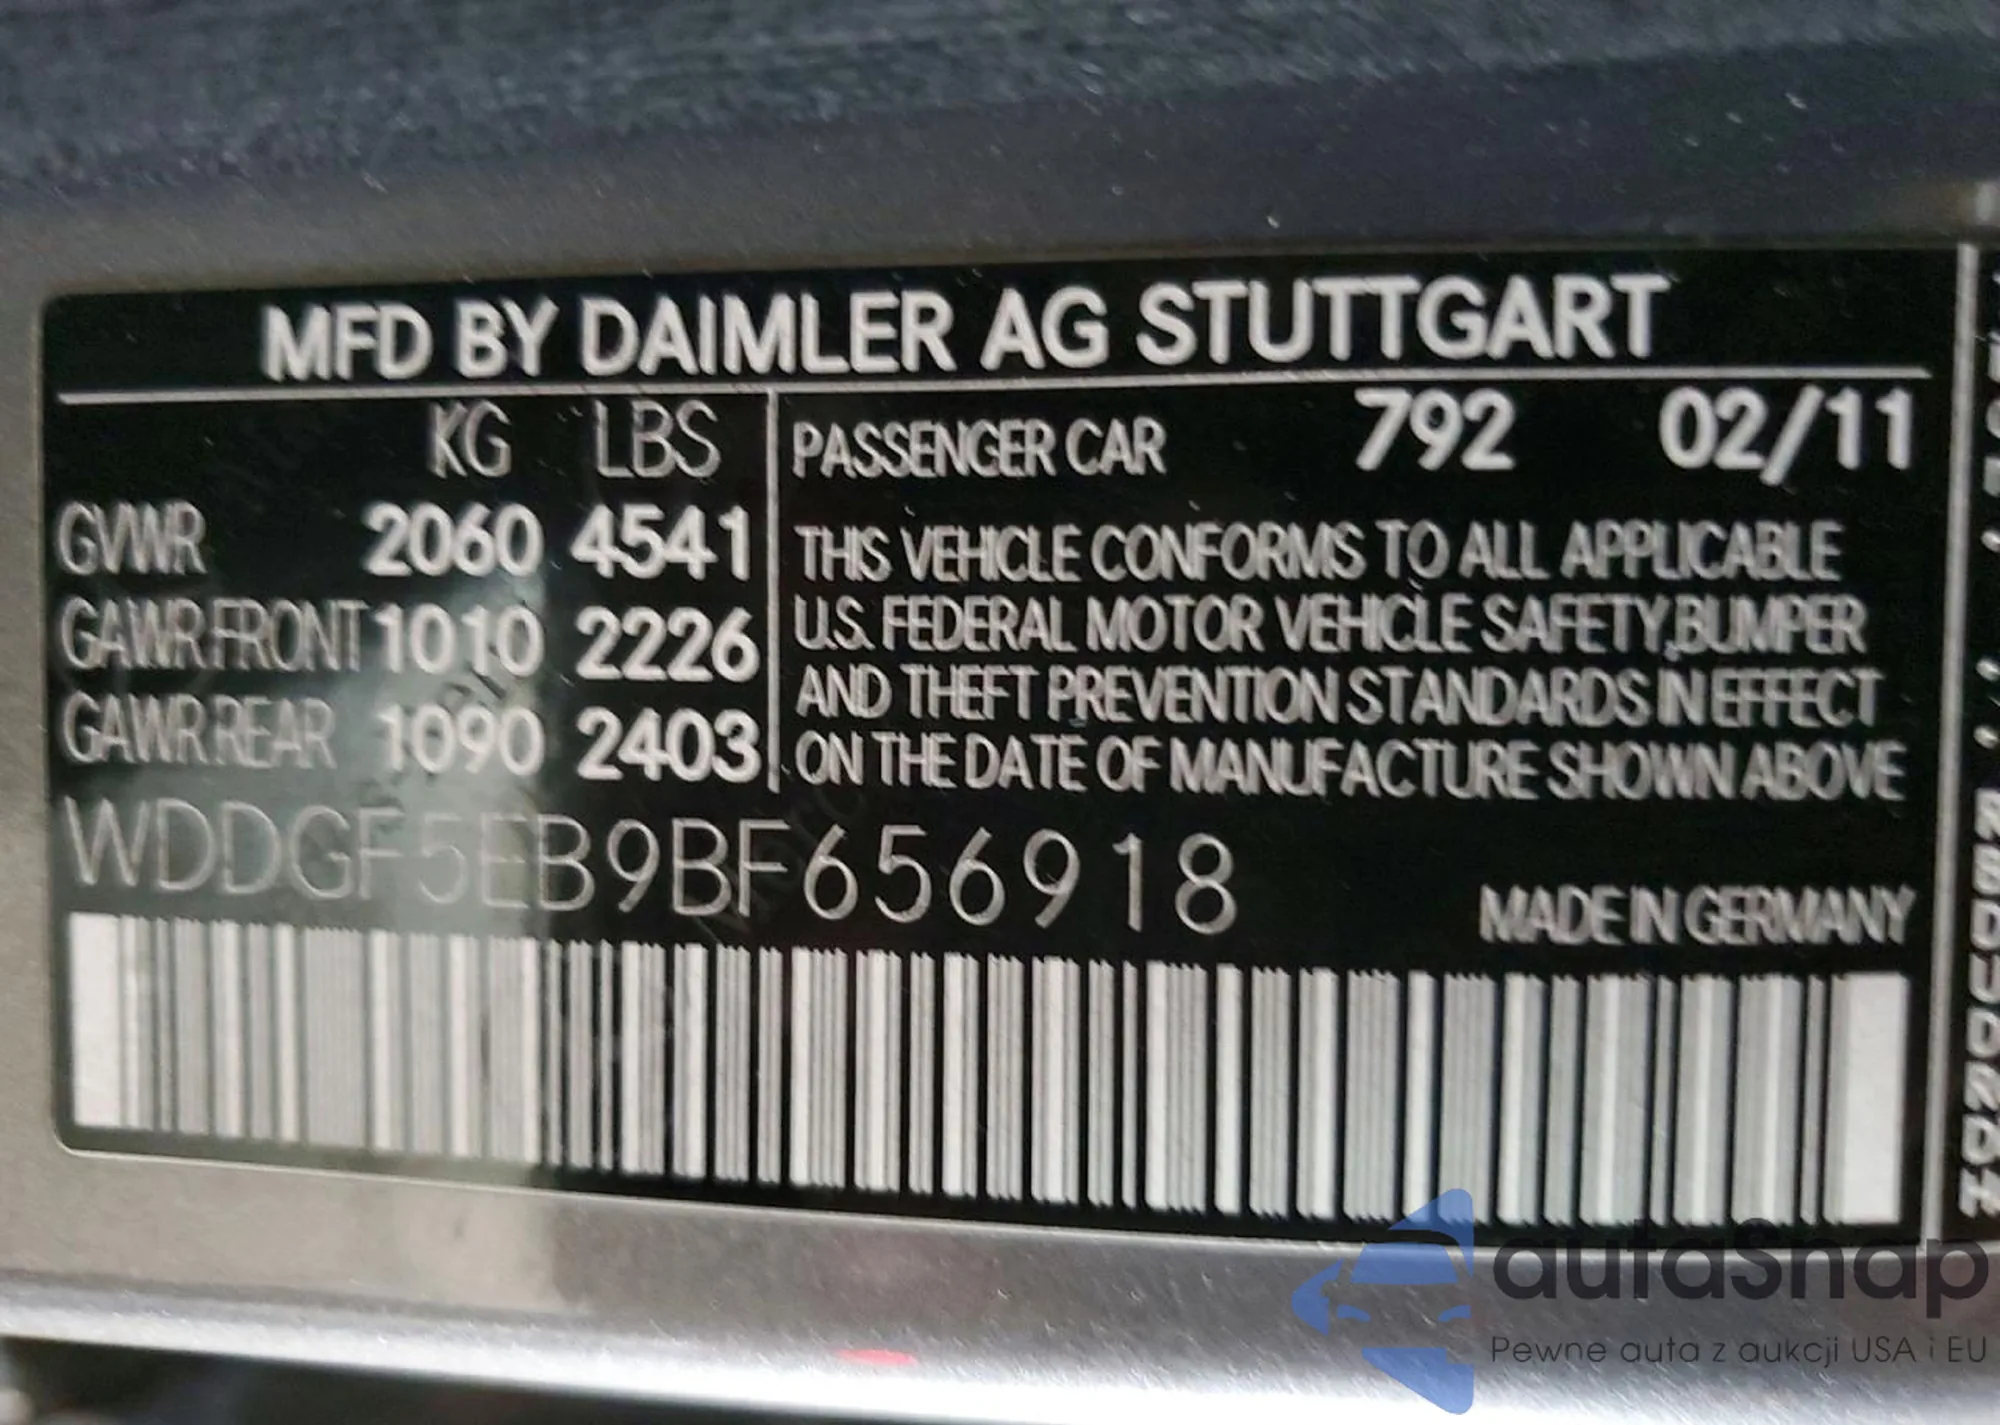 MFD BY DAIMLER AG STUTTGART
KG LBS
GVWR 2060 4541
GAWR FRONT 1010 2226
GAWR REAR 1090 2403
PASSENGER CAR 792 02/11
THIS VEHICLE CONFORMS TO ALL APPLICABLE
U.S. FEDERAL MOTOR VEHICLE SAFETY, BUMPER
AND THEFT PREVENTION STANDARDS IN EFFECT
ON THE DATE OF MANUFACTURE SHOWN ABOVE
WDDGF5EB9BF656918
MADE IN GERMANY
autaSnap
Pewne auta z aukcji USA i EU